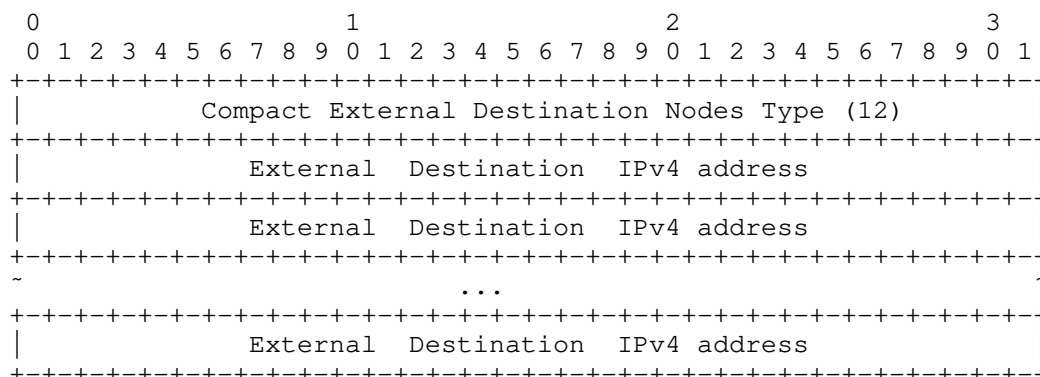 0                   1                   2                   3
 0 1 2 3 4 5 6 7 8 9 0 1 2 3 4 5 6 7 8 9 0 1 2 3 4 5 6 7 8 9 0 1
+-+-+-+-+-+-+-+-+-+-+-+-+-+-+-+-+-+-+-+-+-+-+-+-+-+-+-+-+-+-+-+--
|           Compact External Destination Nodes Type (12)
+-+-+-+-+-+-+-+-+-+-+-+-+-+-+-+-+-+-+-+-+-+-+-+-+-+-+-+-+-+-+-+--
|              External  Destination  IPv4 address
+-+-+-+-+-+-+-+-+-+-+-+-+-+-+-+-+-+-+-+-+-+-+-+-+-+-+-+-+-+-+-+--
|              External  Destination  IPv4 address
+-+-+-+-+-+-+-+-+-+-+-+-+-+-+-+-+-+-+-+-+-+-+-+-+-+-+-+-+-+-+-+--
~                           ...                                 ~
+-+-+-+-+-+-+-+-+-+-+-+-+-+-+-+-+-+-+-+-+-+-+-+-+-+-+-+-+-+-+-+--
|              External  Destination  IPv4 address
+-+-+-+-+-+-+-+-+-+-+-+-+-+-+-+-+-+-+-+-+-+-+-+-+-+-+-+-+-+-+-+--